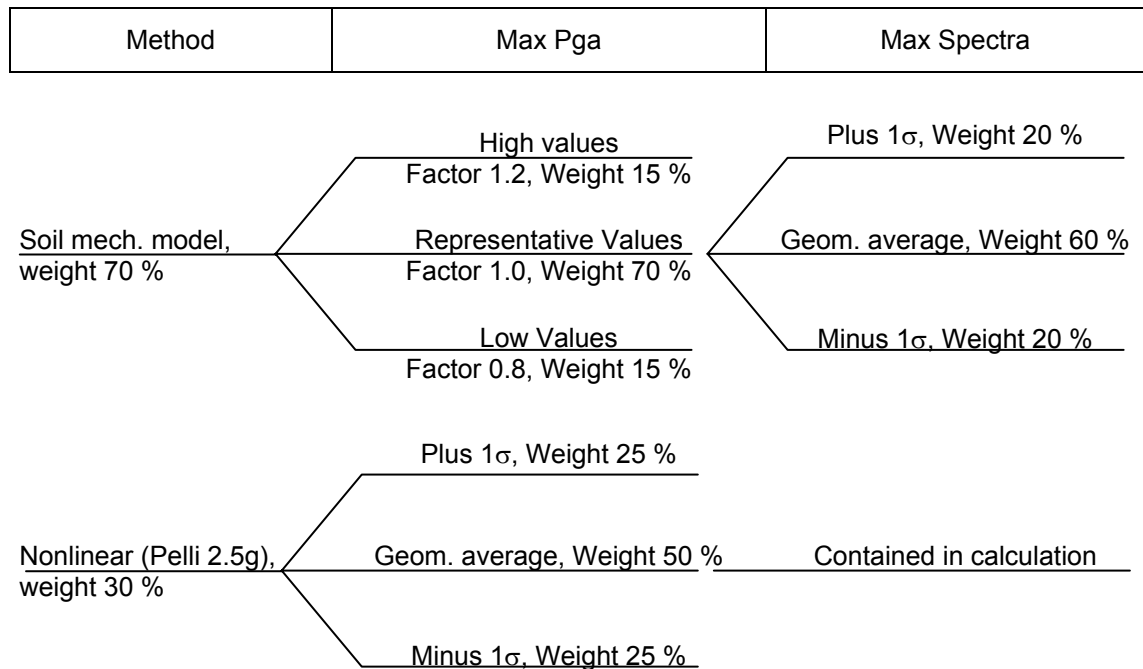 Method
Max Pga
Max Spectra
Soil mech. model,
weight 70 %
High values
Factor 1.2, Weight 15 %
Representative Values
Factor 1.0, Weight 70 %
Low Values
Factor 0.8, Weight 15 %
Plus 1σ, Weight 20 %
Geom. average, Weight 60 %
Minus 1σ, Weight 20 %
Nonlinear (Pelli 2.5g),
weight 30 %
Plus 1σ, Weight 25 %
Geom. average, Weight 50 %
Minus 1σ, Weight 25 %
Contained in calculation